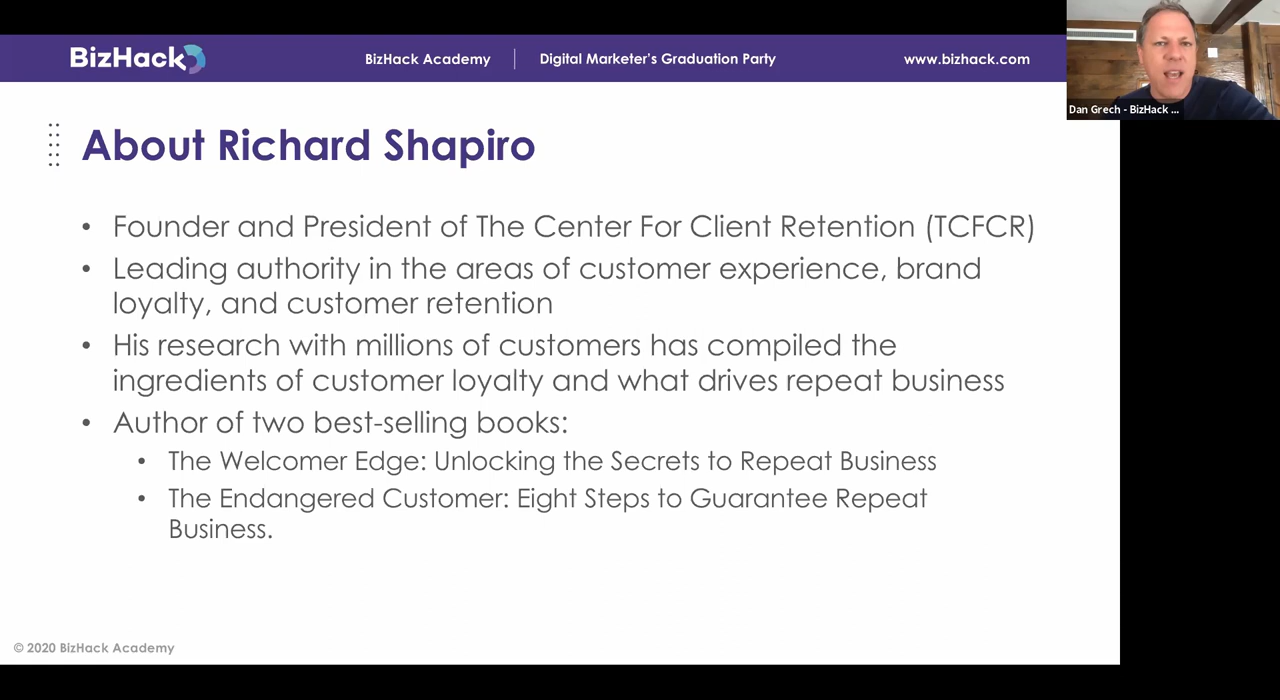 BizHack
BizHack Academy
Digital Marketer's Graduation Party
www.bizhack.com
Dan Grech - BizHack ...
About Richard Shapiro
• Founder and President of The Center For Client Retention (TCFCR)
• Leading authority in the areas of customer experience, brand
loyalty, and customer retention
• His research with millions of customers has compiled the
ingredients of customer loyalty and what drives repeat business
• Author of two best-selling books:
• The Welcomer Edge: Unlocking the Secrets to Repeat Business
• The Endangered Customer: Eight Steps to Guarantee Repeat
Business.
© 2020 BizHack Academy